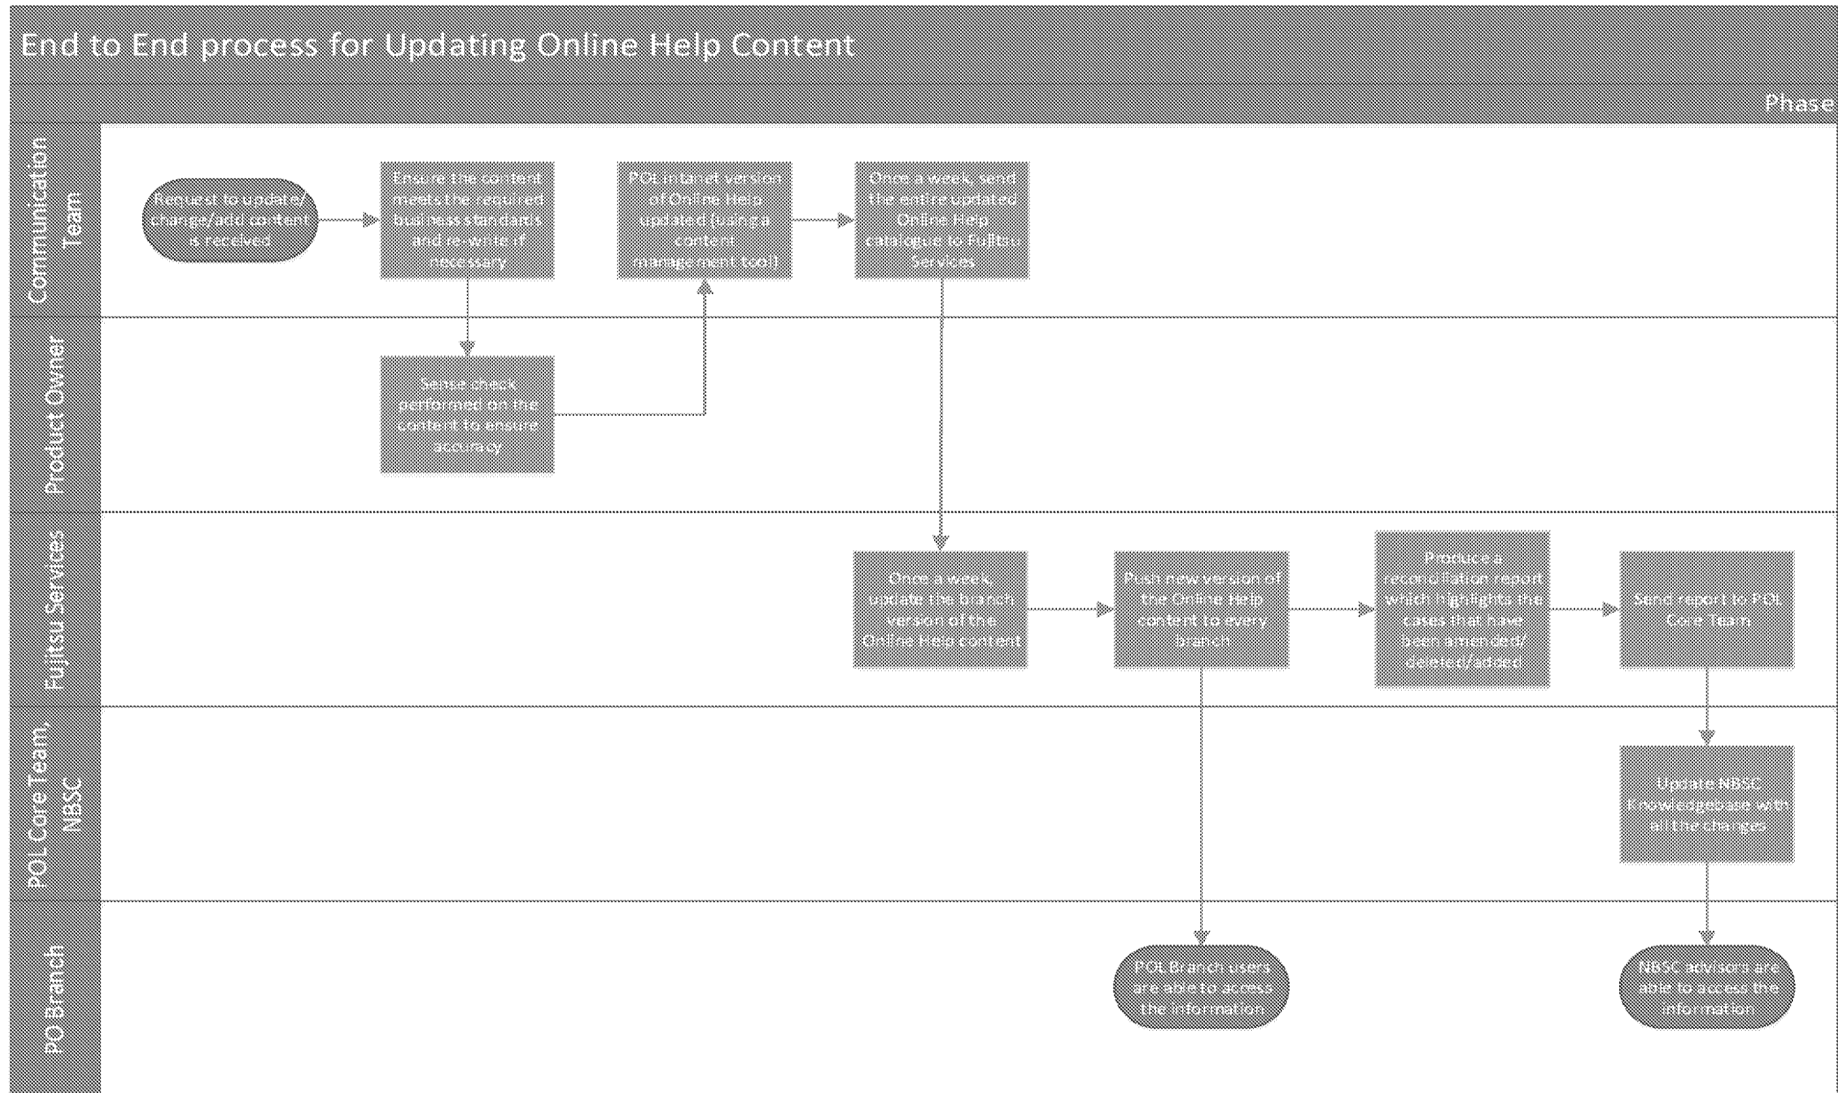 End to End process for Updating Online Help Content
Phase
Communication
Team
Request to update/
change/add content
is received
Ensure the content
meets the required
business standards
and re-write if
necessary
POL intanet version
of Online Help
updated (using a
content
management tool)
Once a week, send
the entire updated
Online Help
catalogue to Fujitsu
Services
Product Owner
Sense check
performed on the
content to ensure
accuracy
Fujitsu Services
Once a week,
update the branch
version of the
Online Help content
Push new version of
the Online Help
content to every
branch
Produce a
reconciliation report
which highlights the
cases that have
been amended/
deleted/added
Send report to POL
Core Team
POL Core Team,
NBSC
Update NBSC
Knowledgebase with
all the changes
PO Branch
POL Branch users
are able to access
the information
NBSC advisors are
able to access the
information